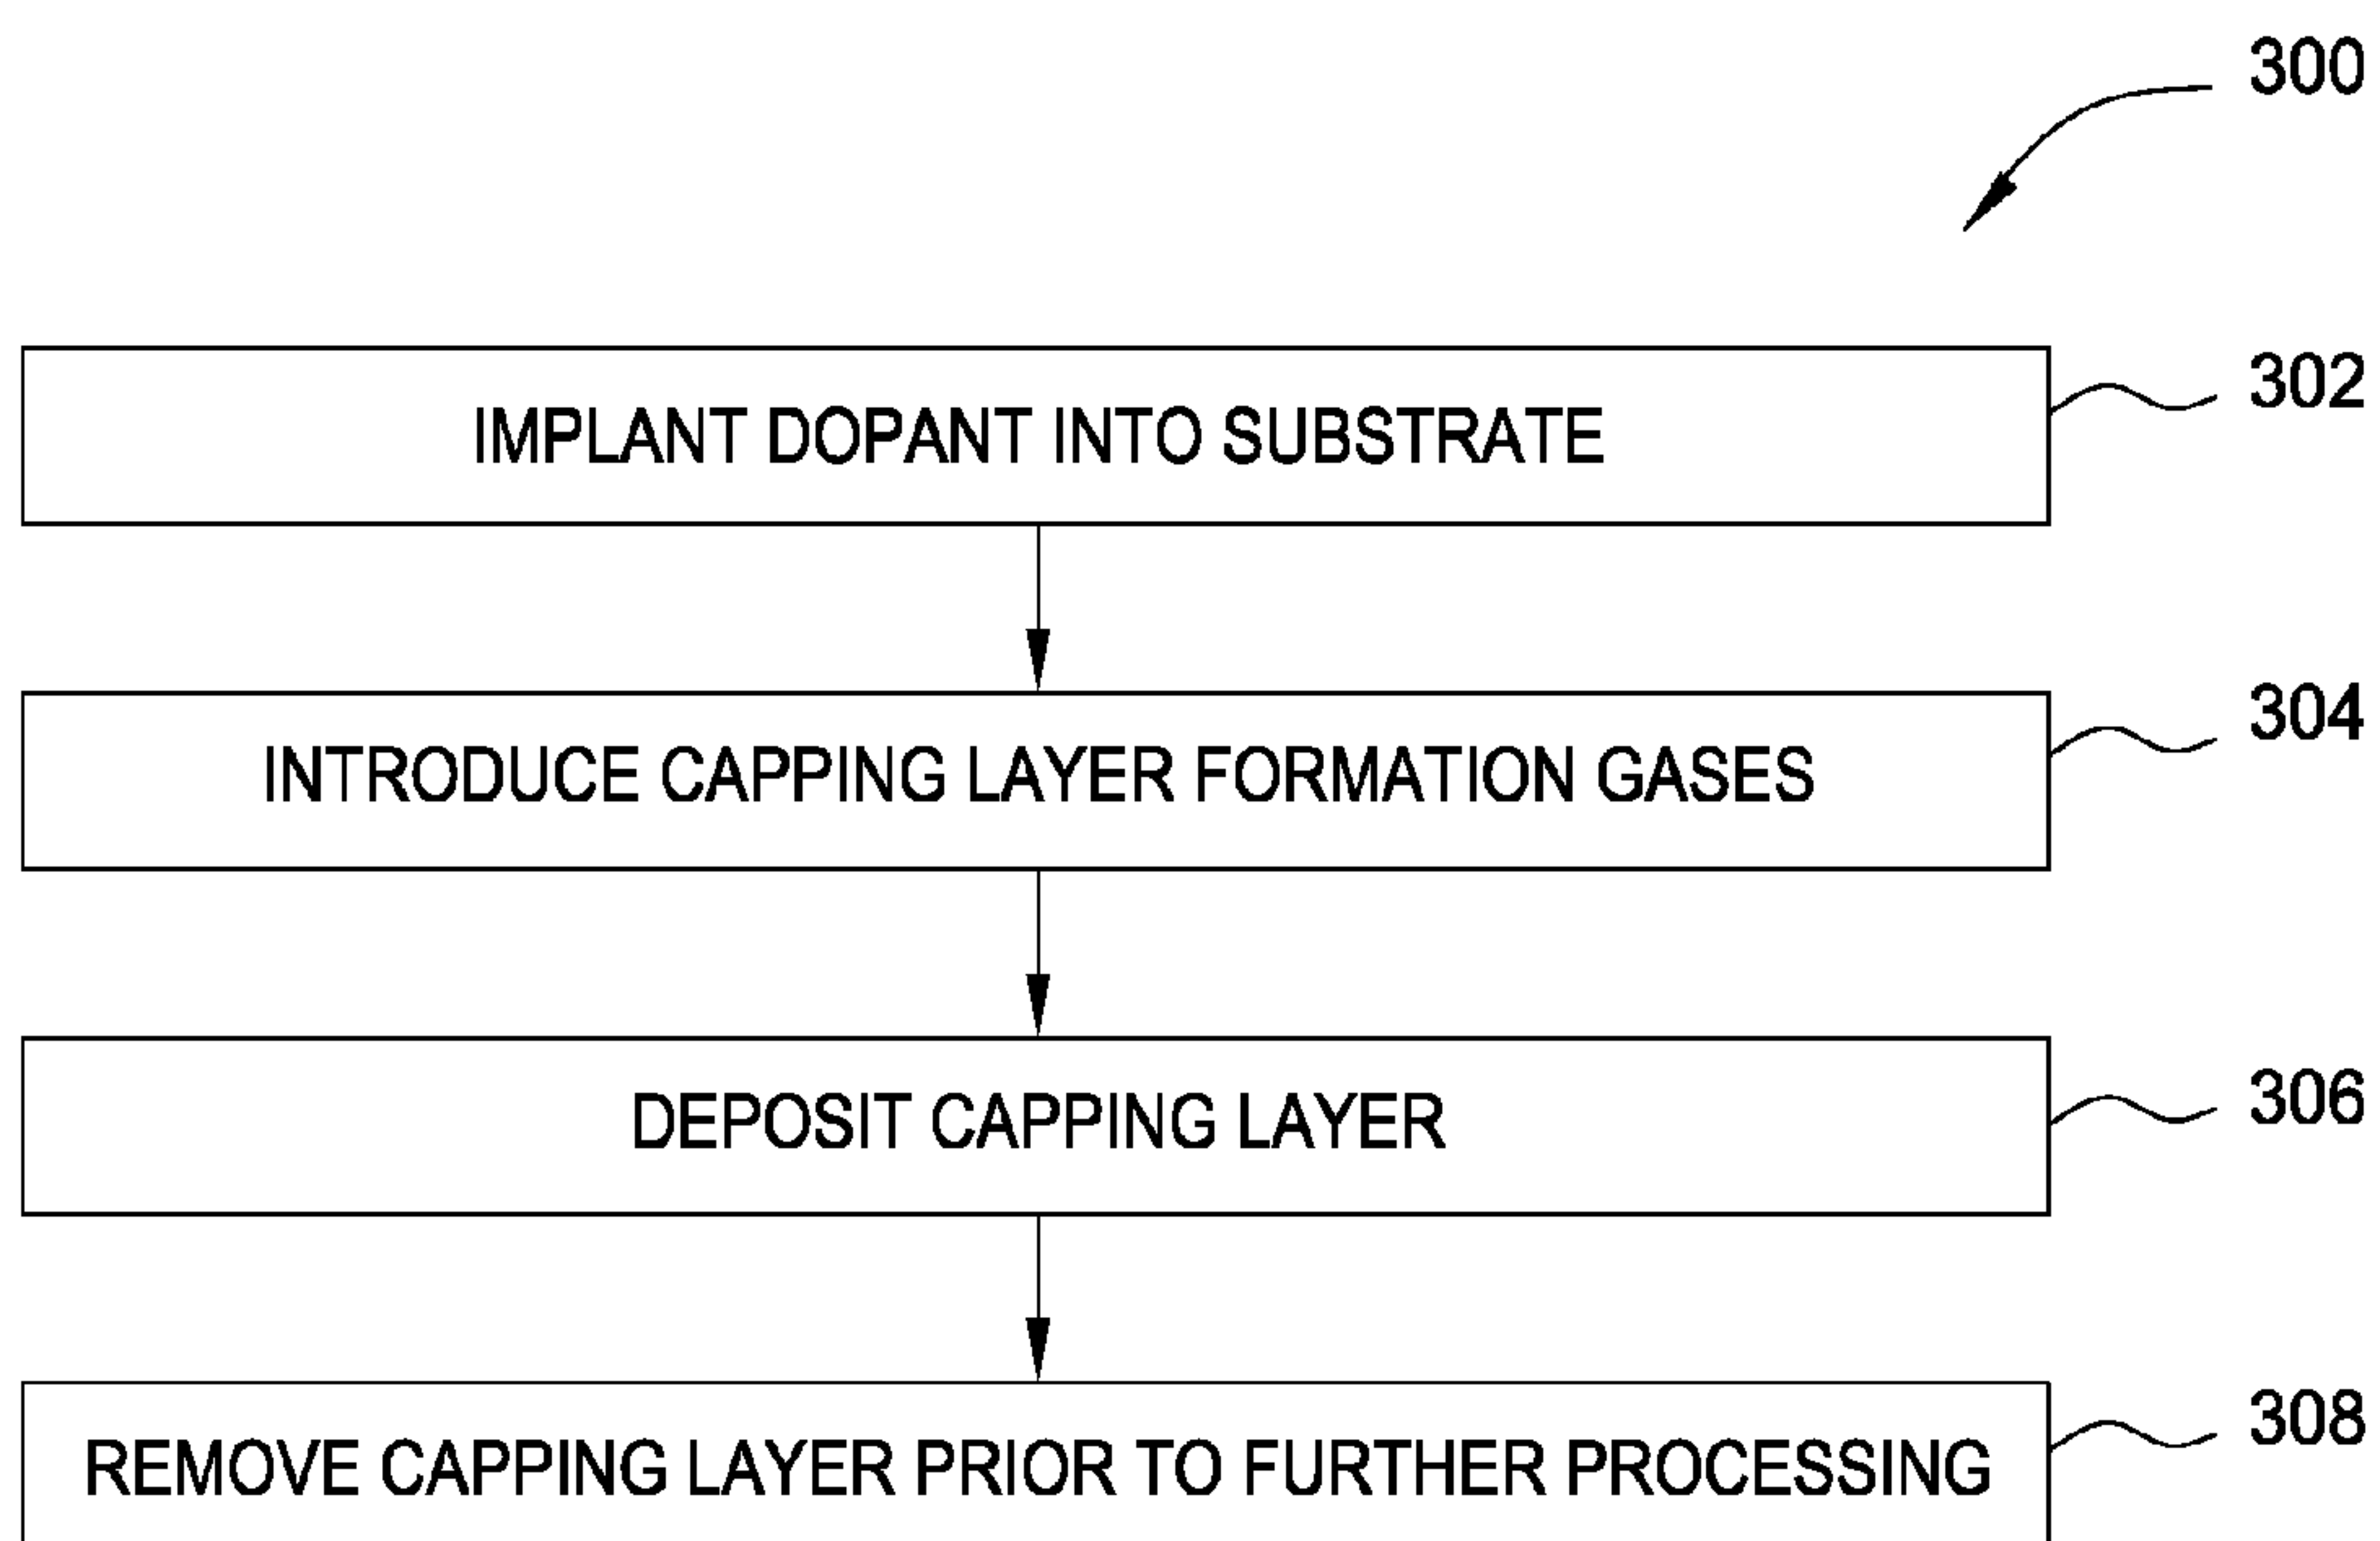 300
IMPLANT DOPANT INTO SUBSTRATE
302
INTRODUCE CAPPING LAYER FORMATION GASES
304
DEPOSIT CAPPING LAYER
306
REMOVE CAPPING LAYER PRIOR TO FURTHER PROCESSING
308